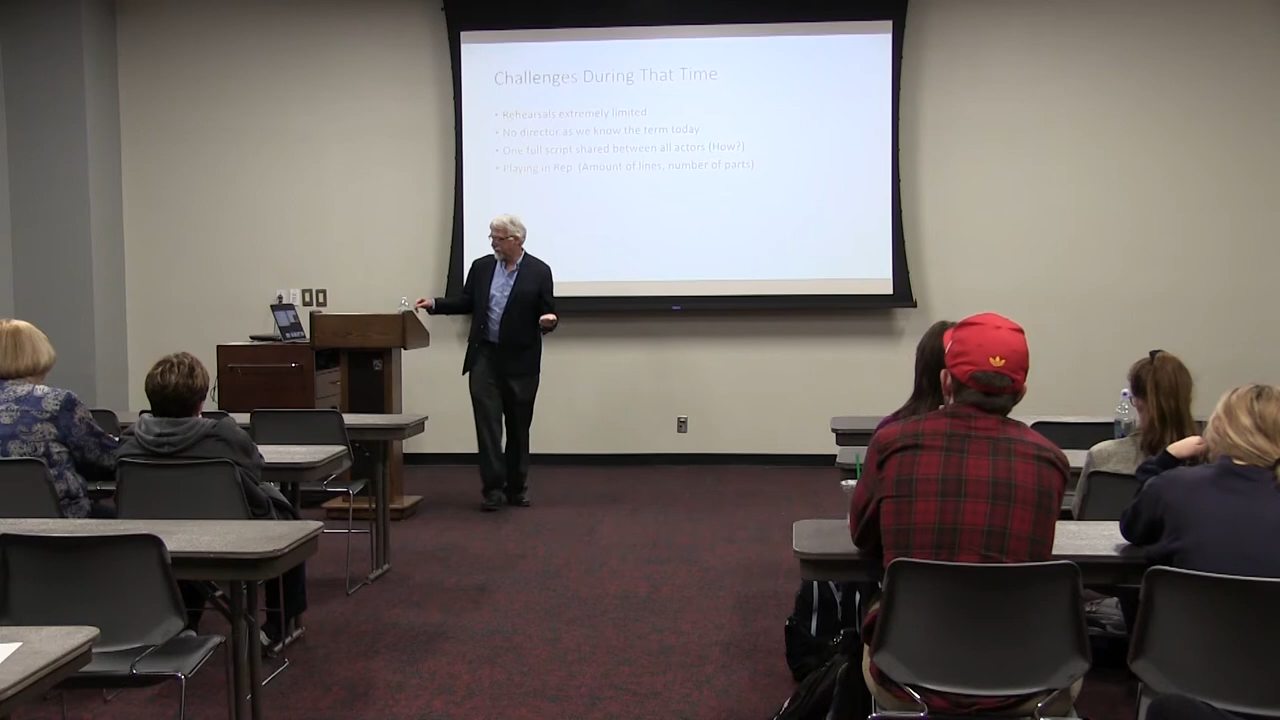 Challenges During That Time
• Rehearsals extremely limited
• No director as we know the term today
• One full script shared between all actors (How?)
• Playing in Rep (Amount of lines, number of parts)